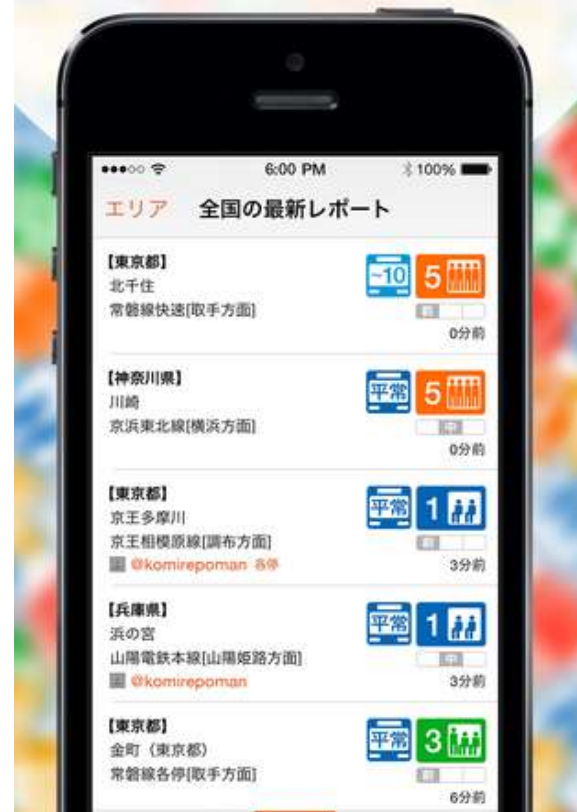 6:00 PM
100%
エリア
全国の最新レポート
【東京都】
北千住
常磐線快速[取手方面]
~10
5
前
0分前
【神奈川県】
川崎
京浜東北線[横浜方面]
平常
5
中
0分前
【東京都】
京王多摩川
京王相模原線[調布方面]
@komirepoman 各停
平常
1
前
3分前
【兵庫県】
浜の宮
山陽電鉄本線[山陽姫路方面]
@komirepoman
平常
1
中
3分前
【東京都】
金町（東京都）
常磐線各停[取手方面]
平常
3
前
6分前